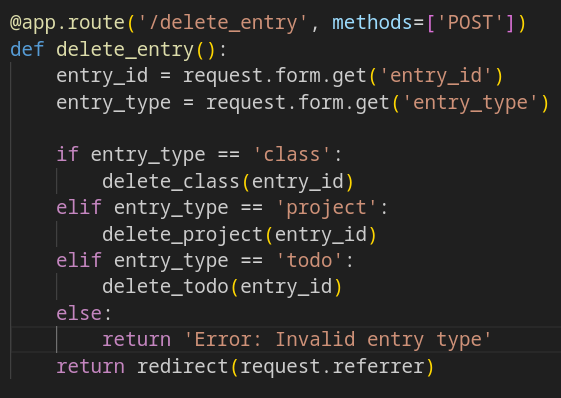 @app.route('/delete_entry', methods=['POST'])
def delete_entry():
    entry_id = request.form.get('entry_id')
    entry_type = request.form.get('entry_type')

    if entry_type == 'class':
        delete_class(entry_id)
    elif entry_type == 'project':
        delete_project(entry_id)
    elif entry_type == 'todo':
        delete_todo(entry_id)
    else:
        return 'Error: Invalid entry type'
    return redirect(request.referrer)